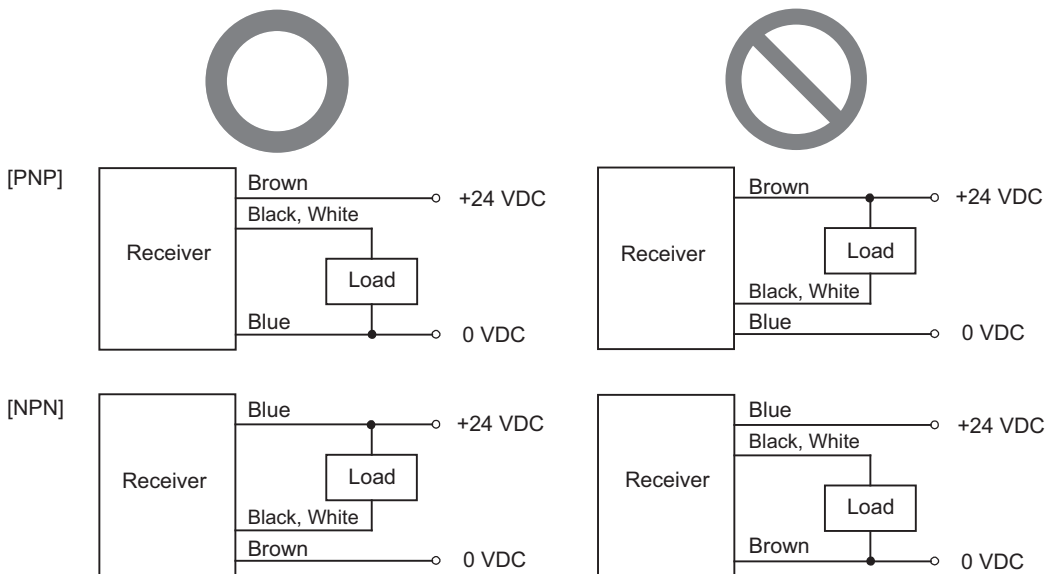 [PNP]
Receiver
Brown
+24 VDC
Black, White
Load
Blue
0 VDC
Receiver
Brown
+24 VDC
Load
Black, White
Blue
0 VDC
[NPN]
Receiver
Blue
+24 VDC
Load
Black, White
Brown
0 VDC
Receiver
Blue
+24 VDC
Black, White
Load
Brown
0 VDC